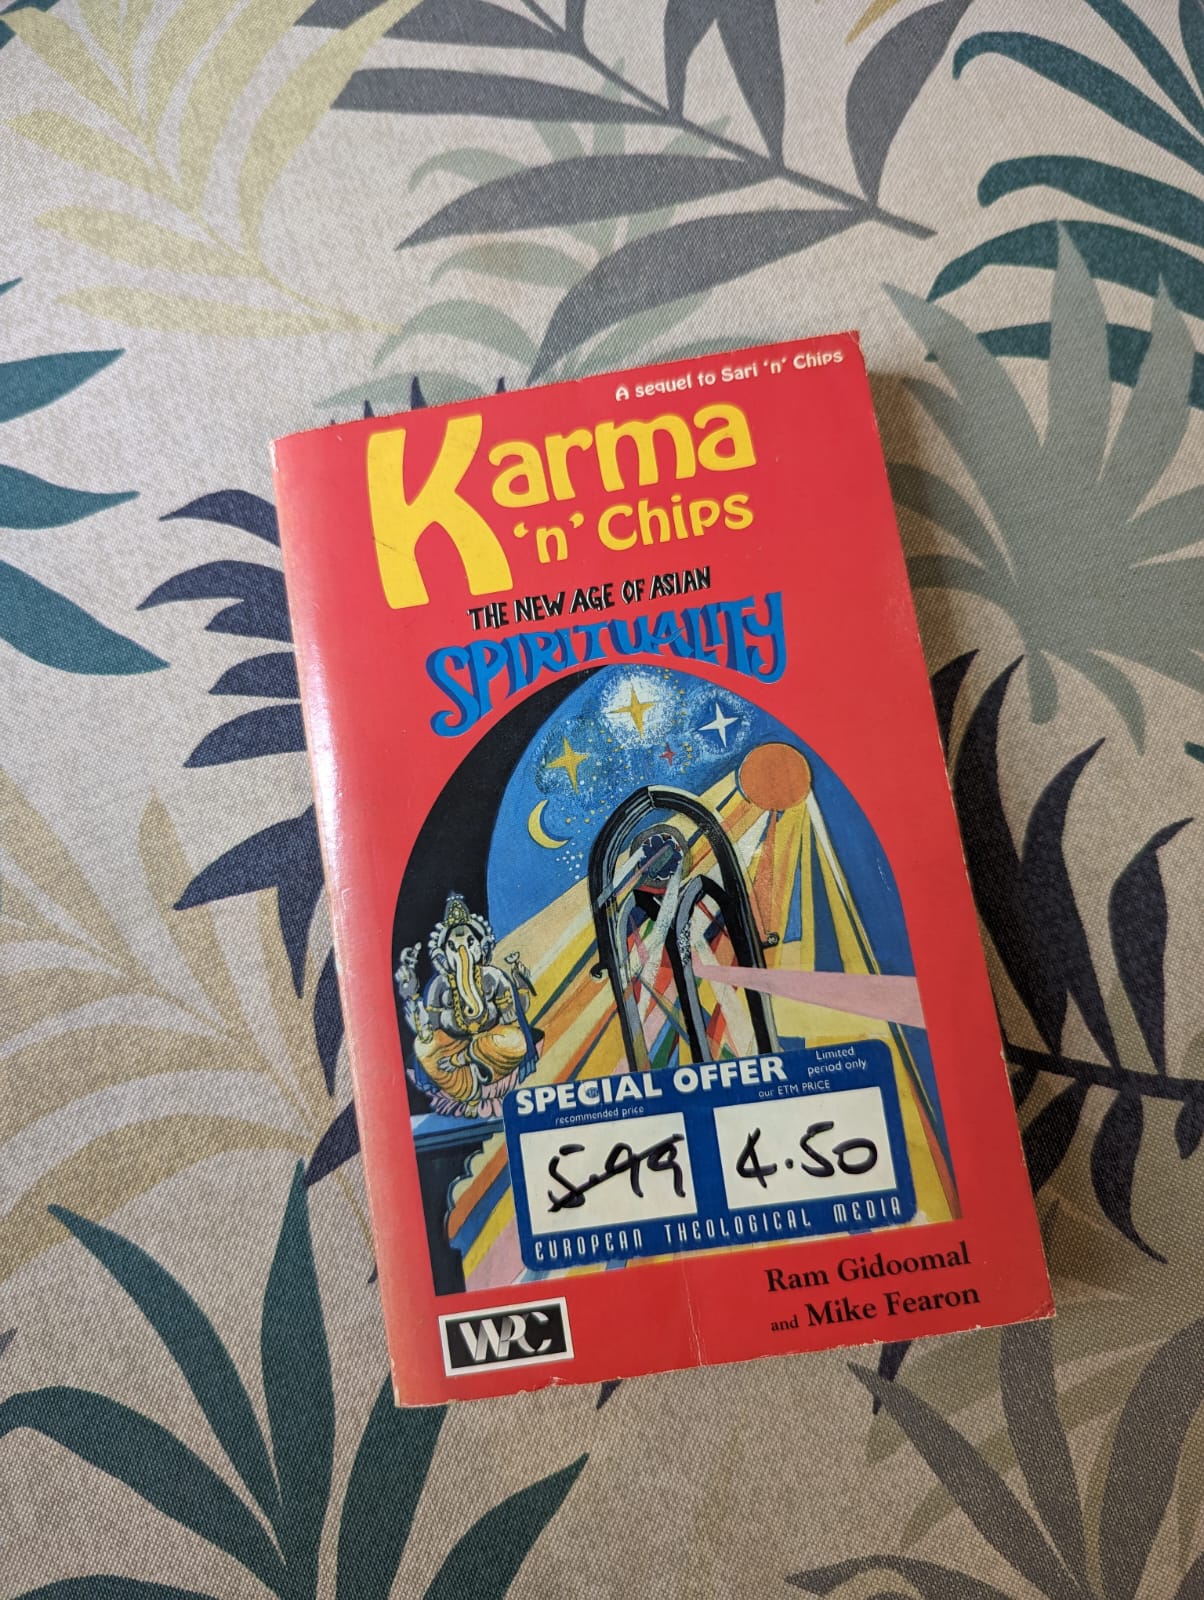 A sequel to Sari 'n' Chips
Karma
'n' Chips
THE NEW AGE OF ASIAN
SPIRITUALITY
SPECIAL OFFER
Limited
period only
recommended price
our ETM PRICE
5.99
4.50
EUROPEAN THEOLOGICAL MEDIA
Ram Gidoomal
and Mike Fearon
WRC